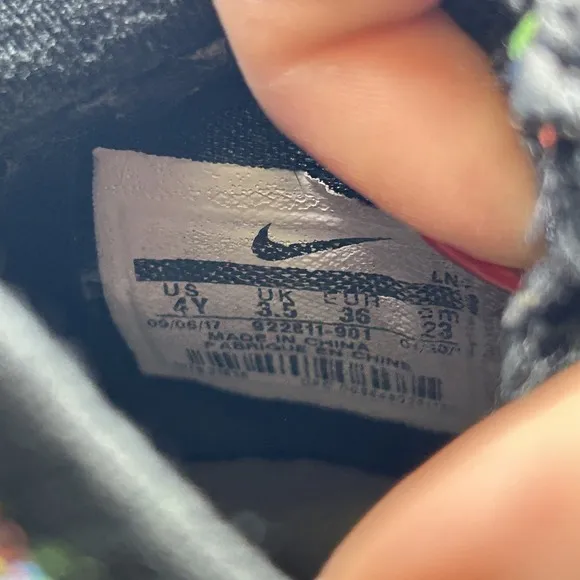 LN
US UK EUR cm
4Y 3.5 36 23
09/06/17 922811-901
MADE IN CHINA
FABRIQUE EN CHINE